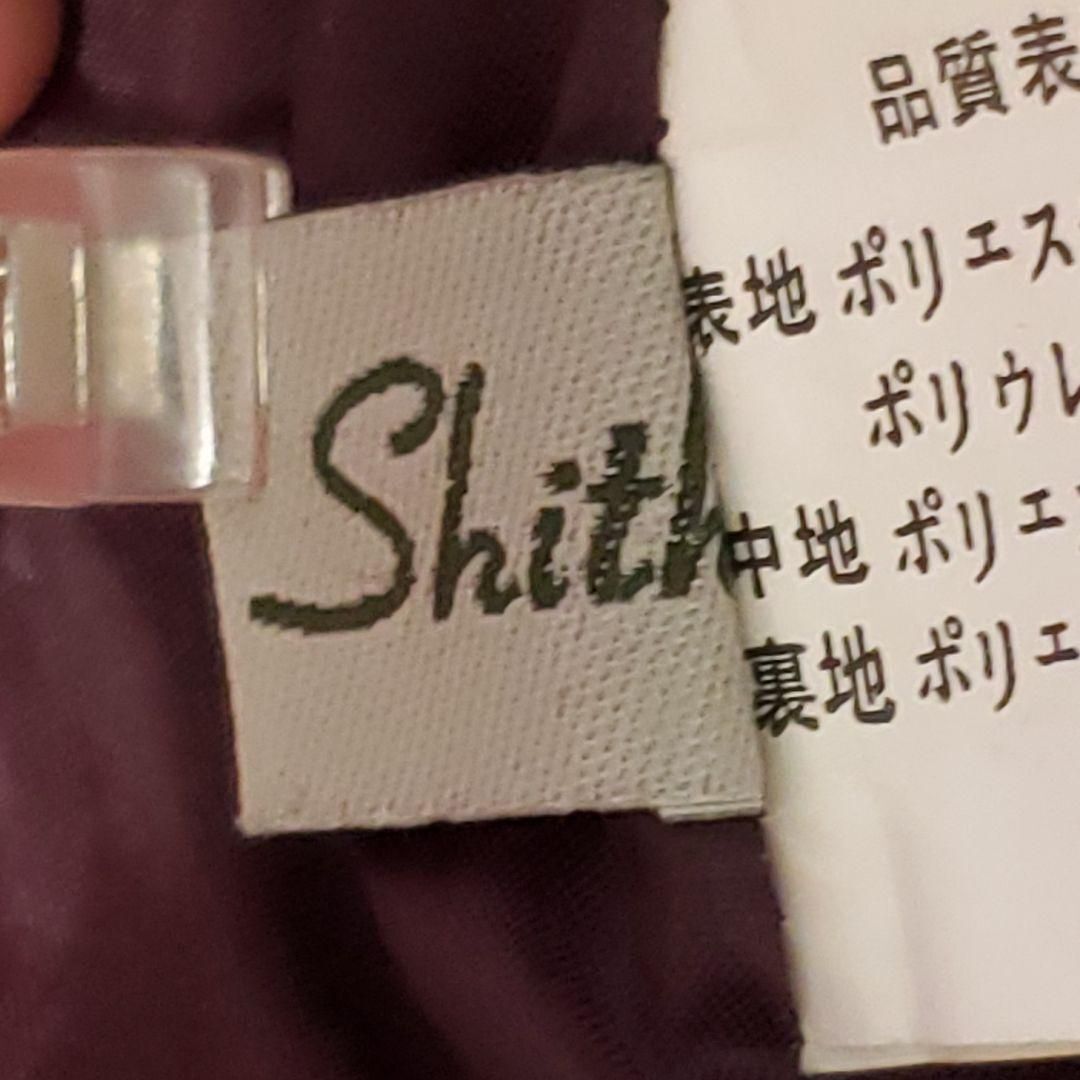 Shith
品質表
表地 ポリエス
ポリウレ
中地 ポリエ
裏地 ポリエ